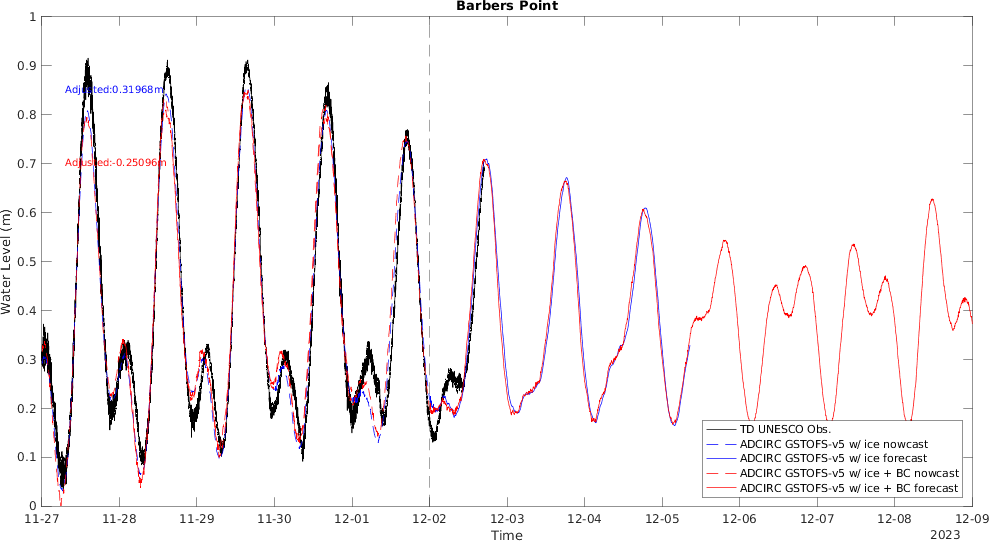 Barbers Point
1
0.9
0.8
0.7
0.6
0.5
0.4
0.3
0.2
0.1
0
Water Level (m)
Adjusted:0.31968m
Adjusted:-0.25096m
TD UNESCO Obs.
ADCIRC GSTOFS-v5 w/ ice nowcast
ADCIRC GSTOFS-v5 w/ ice forecast
ADCIRC GSTOFS-v5 w/ ice + BC nowcast
ADCIRC GSTOFS-v5 w/ ice + BC forecast
11-27 11-28 11-29 11-30 12-01 12-02 12-03 12-04 12-05 12-06 12-07 12-08 12-09
Time
2023